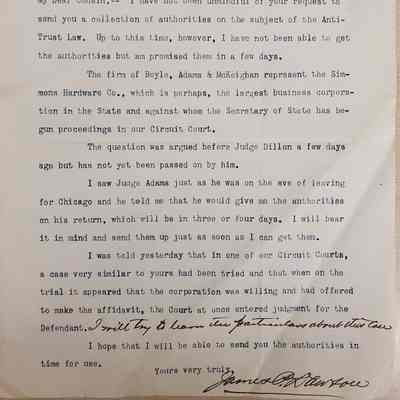 my Dear Cousin,-- I have not been unmindful of your request to
send you a collection of authorities on the subject of the Anti-
Trust Law. Up to this time, however, I have not been able to get
the authorities but am promised them in a few days.
The firm of Boyle, Adams & McKeighan represent the Sim-
mons Hardware Co., which is perhaps, the largest business corpora-
tion in the State and against whom the Secretary of State has be-
gun proceedings in our Circuit Court.
The question was argued before Judge Dillon a few days
ago but has not yet been passed on by him.
I saw Judge Adams just as he was on the eve of leaving
for Chicago and he told me that he would give me the authorities
on his return, which will be in three or four days. I will bear
it in mind and send them up just as soon as I can get them.
I was told yesterday that in one of our Circuit Courts,
a case very similar to yours had been tried and that when on the
trial it appeared that the corporation was willing and had offered
to make the affidavit, the Court at once entered judgment for the
Defendant. I will try to learn the particulars about this case
I hope that I will be able to send you the authorities in
time for use.
Yours very truly,
James P. Dawson